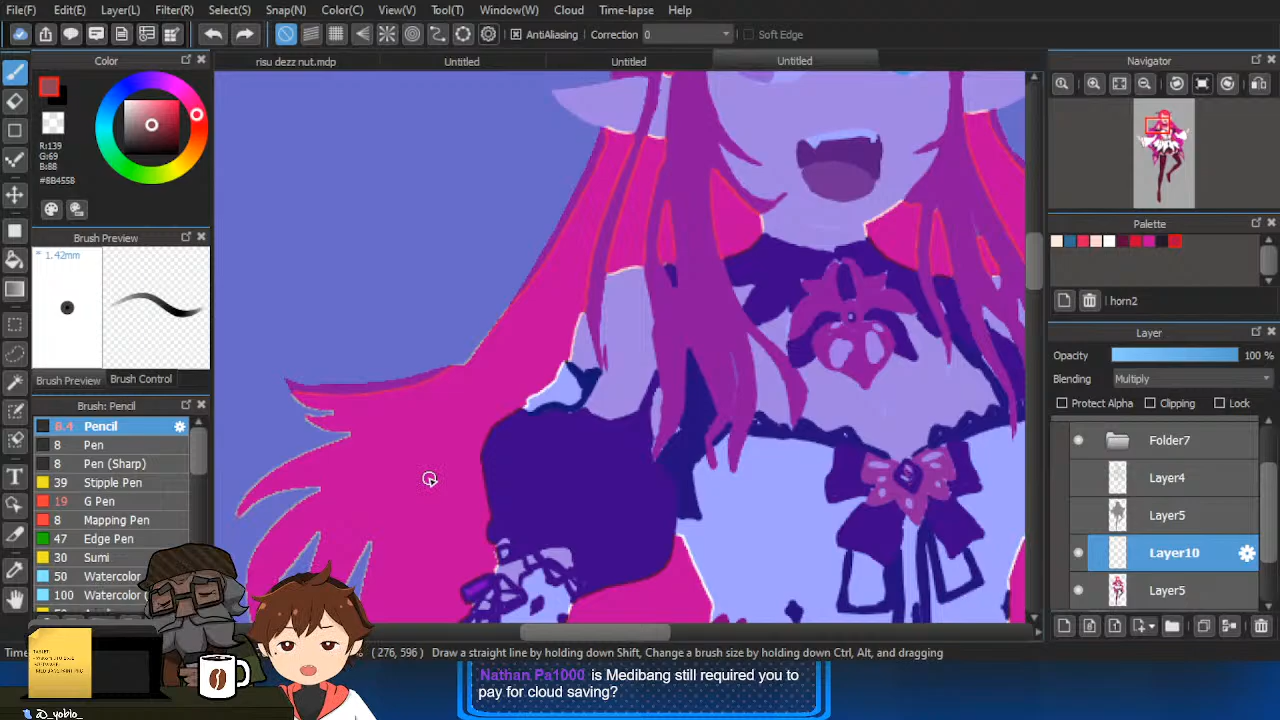 File(F) Edit(E) Layer(L) Filter(R) Select(S) Snap(N) Color(C) View(V) Tool(T) Window(W) Cloud Time-lapse Help
AntiAliasing Correction 0 Soft Edge
Color
risu dezz nut.mdp Untitled Untitled Untitled
Navigator
R:139
G:69
B:88
#8B4558
Brush Preview
1.42mm
Brush Preview Brush Control
Brush: Pencil
8.4 Pencil
8 Pen
8 Pen (Sharp)
39 Stipple Pen
19 G Pen
8 Mapping Pen
47 Edge Pen
30 Sumi
50 Watercolor
100 Watercolor
Palette
horn2
Layer
Opacity 100 %
Blending Multiply
Protect Alpha Clipping Lock
Folder7
Layer4
Layer5
Layer10
Layer5
Time
(276, 596) Draw a straight line by holding down Shift, Change a brush size by holding down Ctrl, Alt, and dragging
Nathan Pa1000 is Medibang still required you to
pay for cloud saving?